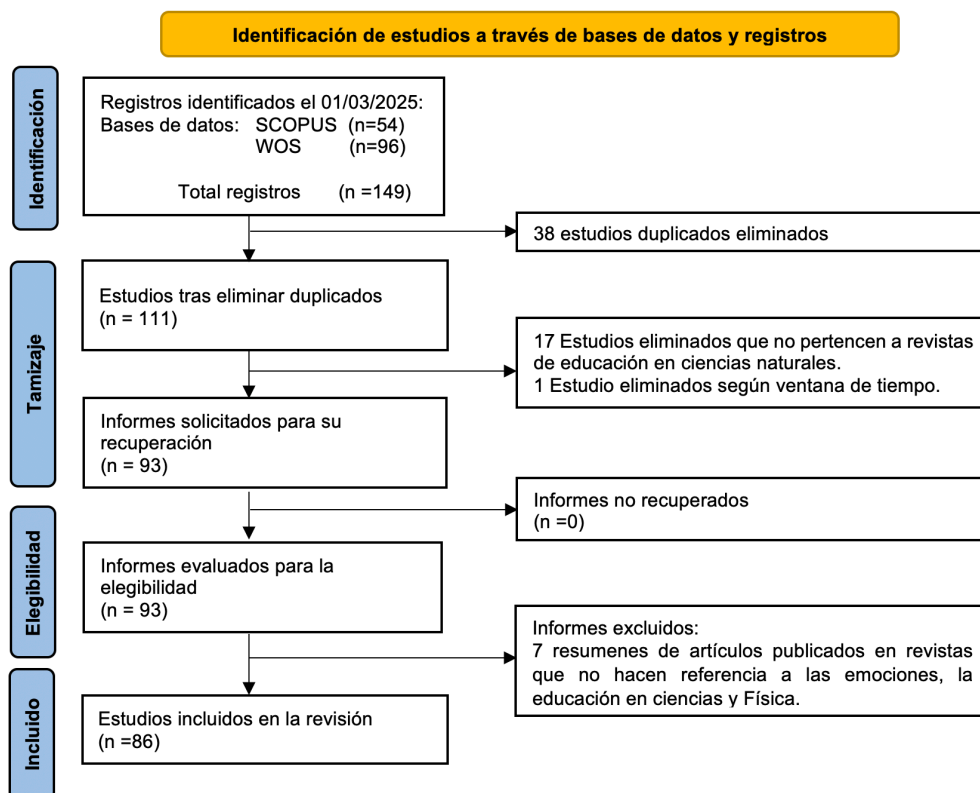 Identificación de estudios a través de bases de datos y registros
Identificación
Registros identificados el 01/03/2025:
Bases de datos: SCOPUS (n=54)
WOS (n=96)
Total registros (n =149)
38 estudios duplicados eliminados
Tamizaje
Estudios tras eliminar duplicados
(n = 111)
17 Estudios eliminados que no pertencen a revistas
de educación en ciencias naturales.
1 Estudio eliminados según ventana de tiempo.
Informes solicitados para su
recuperación
(n = 93)
Informes no recuperados
(n =0)
Elegibilidad
Informes evaluados para la
elegibilidad
(n = 93)
Informes excluidos:
7 resumenes de artículos publicados en revistas
que no hacen referencia a las emociones, la
educación en ciencias y Física.
Incluido
Estudios incluidos en la revisión
(n =86)